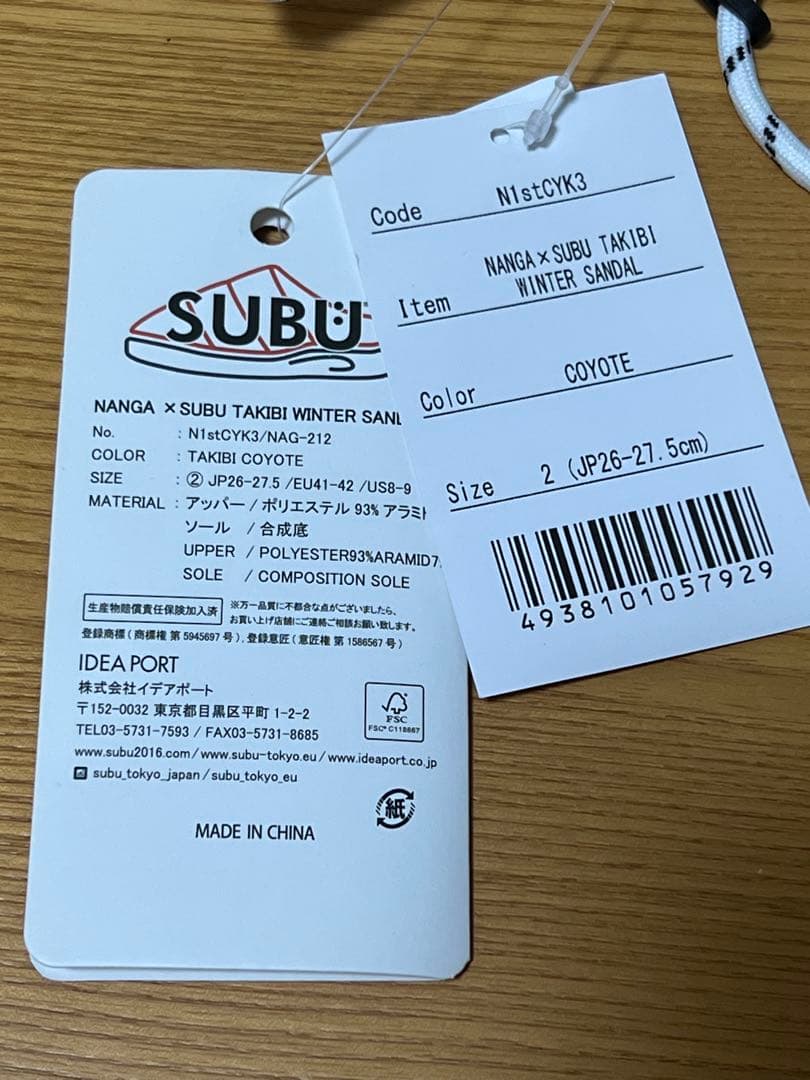 SUBU
NANGA ×SUBU TAKIBI WINTER
No. : N1stCYK3/NAG-212
COLOR : TAKIBI COYOTE
SIZE : ② JP26-27.5 /EU41-42 /US8-9
MATERIAL : アッパー / ポリエステル 93%
ソール / 合成底
UPPER / POLYESTER93%ARAMID7
SOLE / COMPOSITION SOLE
生産物賠償責任保険加入済
※万一品質に不都合な点がございましたら、
お買い上げ店舗にご連絡ご相談お願い致します。
登録商標 ( 商標権 第 5945697 号 ) , 登録意匠 ( 意匠権 第 1586567 号 )
IDEA PORT
株式会社イデアポート
〒152-0032 東京都目黒区平町 1-2-2
TEL03-5731-7593 / FAX03-5731-8685
www.subu2016.com / www.subu-tokyo.eu / www.ideaport.co.jp
subu_tokyo_japan / subu_tokyo_eu
FSC
FSC® C118667
紙
MADE IN CHINA
Code N1stCYK3
Item NANGA×SUBU TAKIBI
WINTER SANDAL
Color COYOTE
Size 2 (JP26-27.5cm)
4938101057929